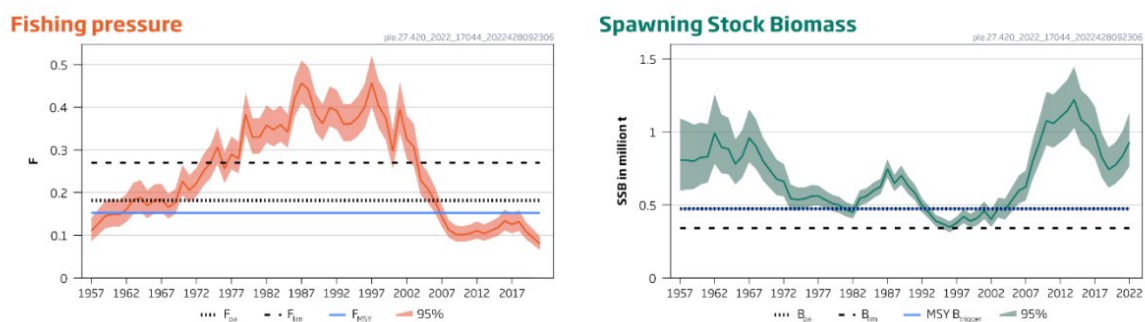 Fishing pressure
ple.27.420_2022_17044_2022428092306
0.5
0.4
0.3
0.2
0.1
0
F
1957 1962 1967 1972 1977 1982 1987 1992 1997 2002 2007 2012 2017
Fpa Flim FMSY 95%
Spawning Stock Biomass
ple.27.420_2022_17044_2022428092306
1.5
1
0.5
0
SSB in million t
1957 1962 1967 1972 1977 1982 1987 1992 1997 2002 2007 2012 2017 2022
Bpa Blim MSY Btrigger 95%